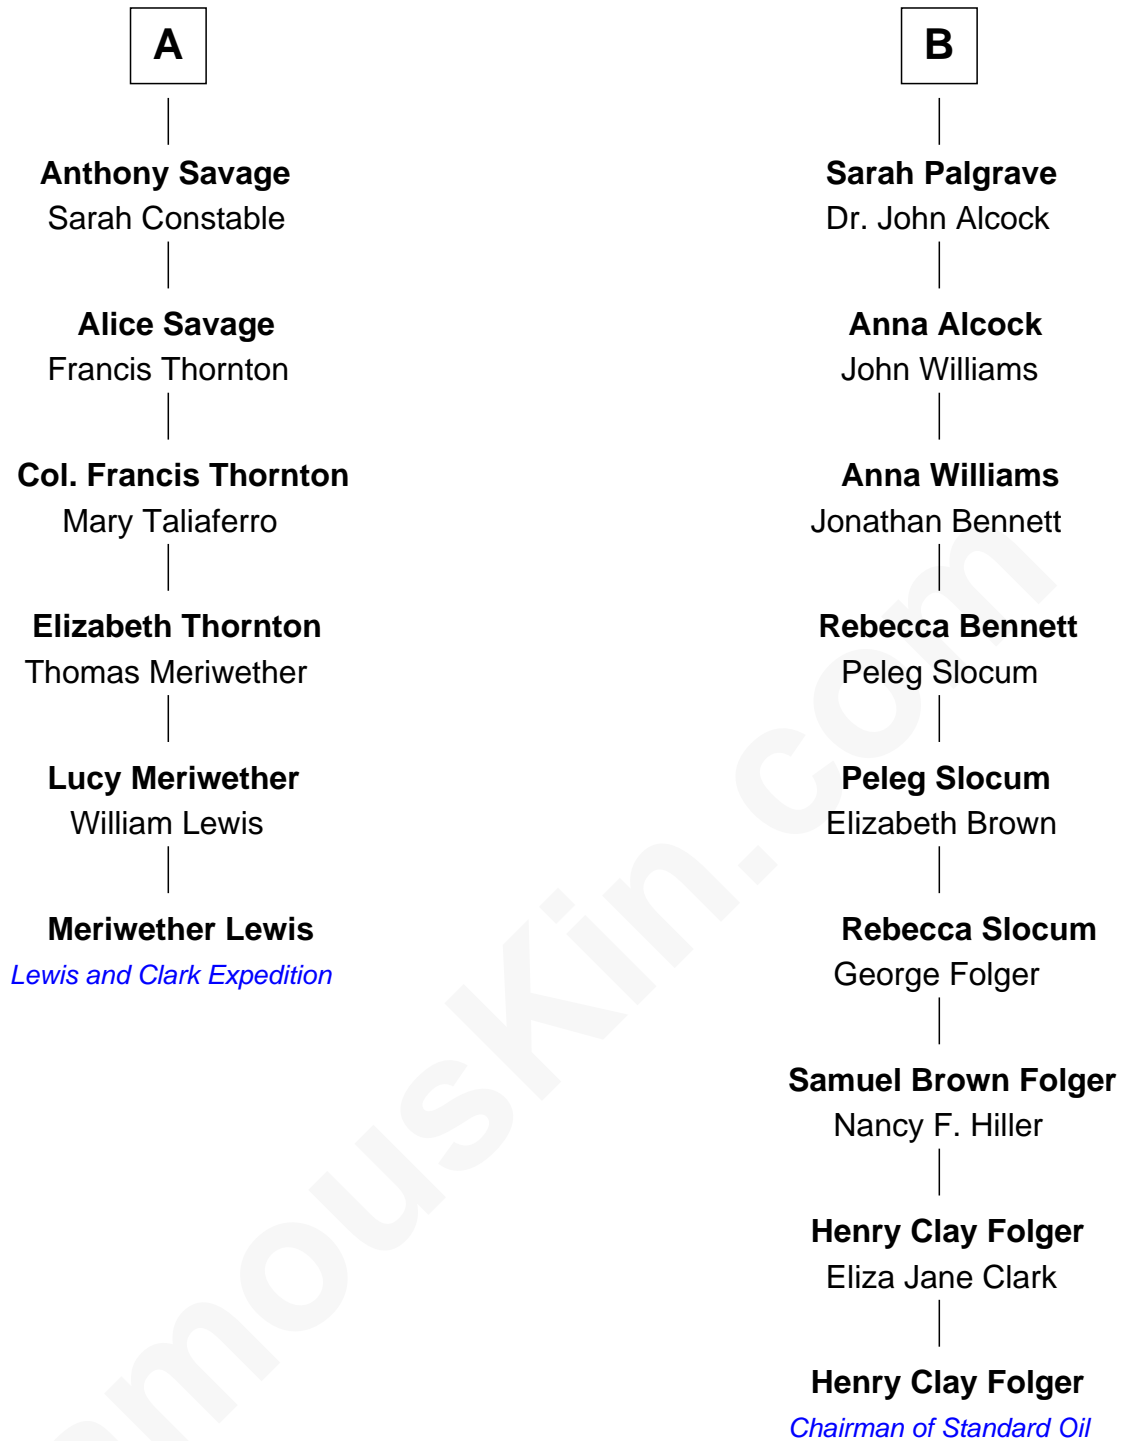 A
Anthony Savage
Sarah Constable
Alice Savage
Francis Thornton
Col. Francis Thornton
Mary Taliaferro
Elizabeth Thornton
Thomas Meriwether
Lucy Meriwether
William Lewis
Meriwether Lewis
Lewis and Clark Expedition
B
Sarah Palgrave
Dr. John Alcock
Anna Alcock
John Williams
Anna Williams
Jonathan Bennett
Rebecca Bennett
Peleg Slocum
Peleg Slocum
Elizabeth Brown
Rebecca Slocum
George Folger
Samuel Brown Folger
Nancy F. Hiller
Henry Clay Folger
Eliza Jane Clark
Henry Clay Folger
Chairman of Standard Oil
mousKin.com